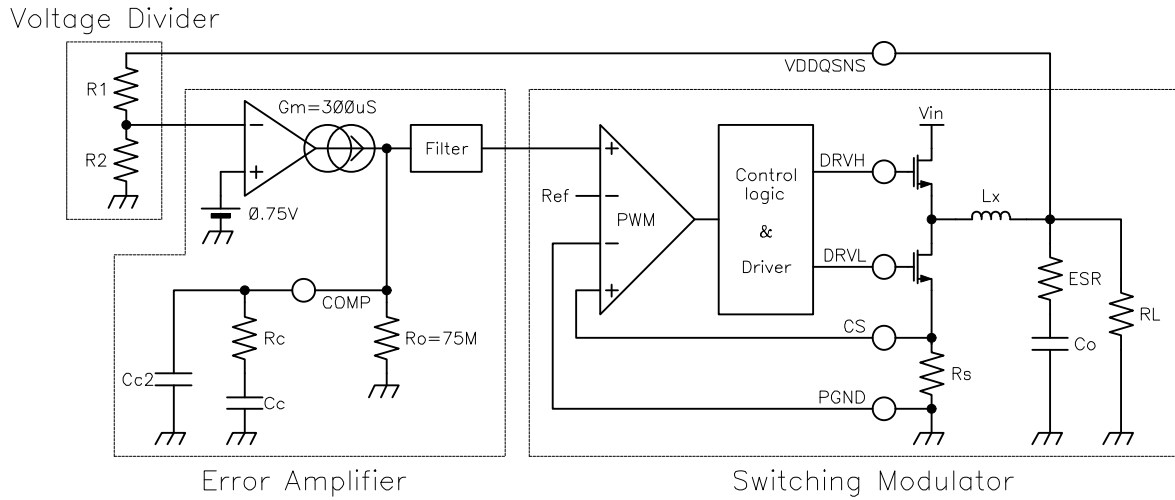 Voltage Divider
VDDQSNS
R1
R2
Gm=300uS
0.75V
Filter
Ref
PWM
Control
logic
&
Driver
DRVH
DRVL
Vin
Lx
ESR
Co
RL
CS
Rs
PGND
COMP
Rc
Ro=75M
Cc2
Cc
Error Amplifier
Switching Modulator